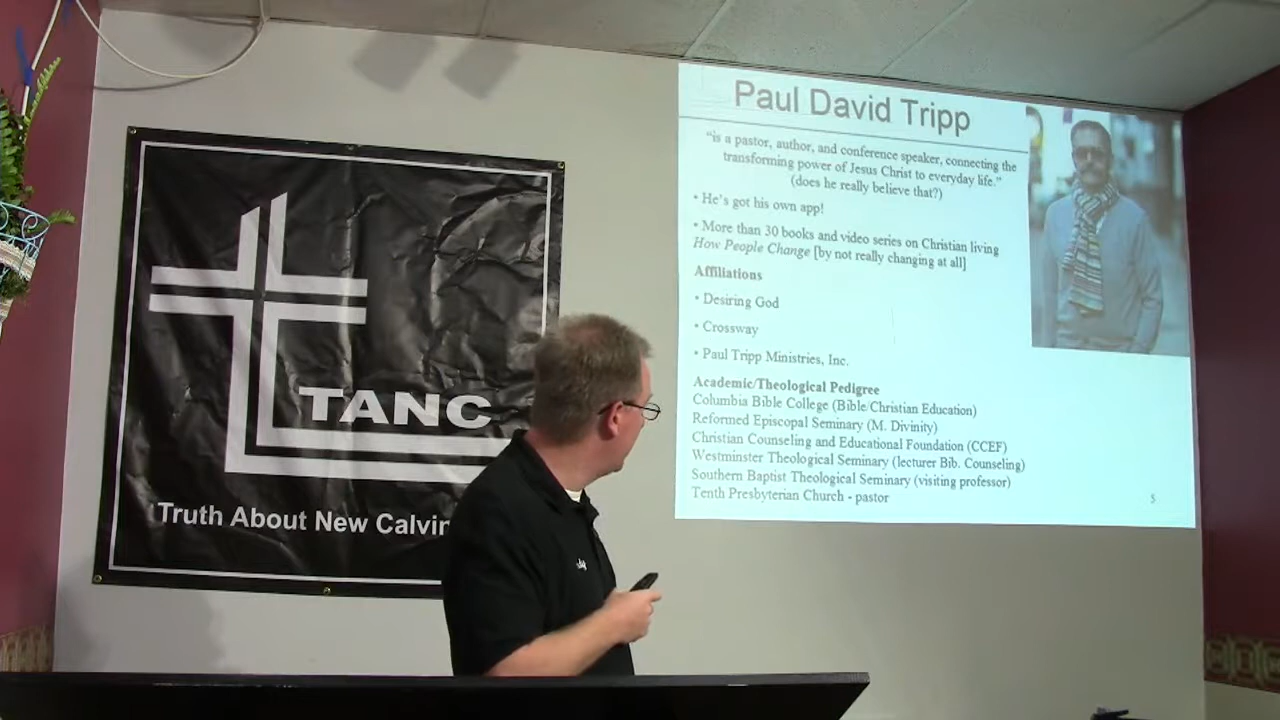 TANC
Truth About New Calvin
Paul David Tripp
“is a pastor, author, and conference speaker, connecting the
transforming power of Jesus Christ to everyday life.”
(does he really believe that?)
• He's got his own app!
• More than 30 books and video series on Christian living
How People Change [by not really changing at all]
Affiliations
• Desiring God
• Crossway
• Paul Tripp Ministries, Inc.
Academic/Theological Pedigree
Columbia Bible College (Bible/Christian Education)
Reformed Episcopal Seminary (M. Divinity)
Christian Counseling and Educational Foundation (CCEF)
Westminster Theological Seminary (lecturer Bib. Counseling)
Southern Baptist Theological Seminary (visiting professor)
Tenth Presbyterian Church - pastor
5